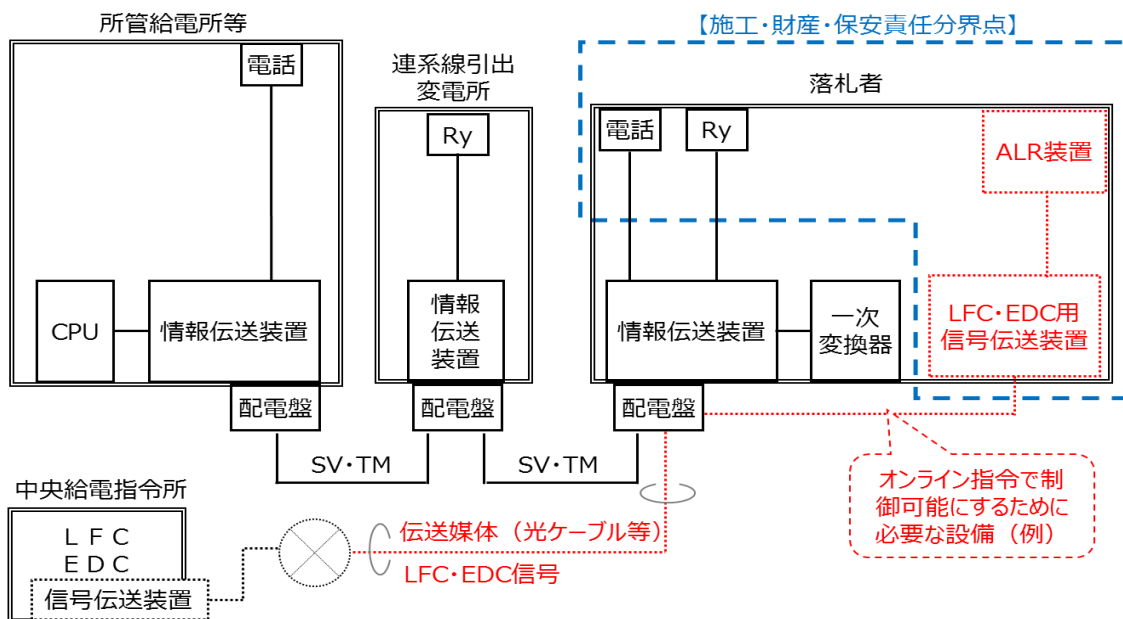 所管給電所等
電話
CPU
情報伝送装置
配電盤
連系線引出
変電所
Ry
情報
伝送
装置
配電盤
【施工・財産・保安責任分界点】
落札者
電話
Ry
ALR装置
情報伝送装置
一次
変換器
LFC・EDC用
信号伝送装置
配電盤
SV・TM
SV・TM
オンライン指令で制
御可能にするために
必要な設備（例）
中央給電指令所
ＬＦＣ
ＥＤＣ
信号伝送装置
伝送媒体（光ケーブル等）
LFC・EDC信号